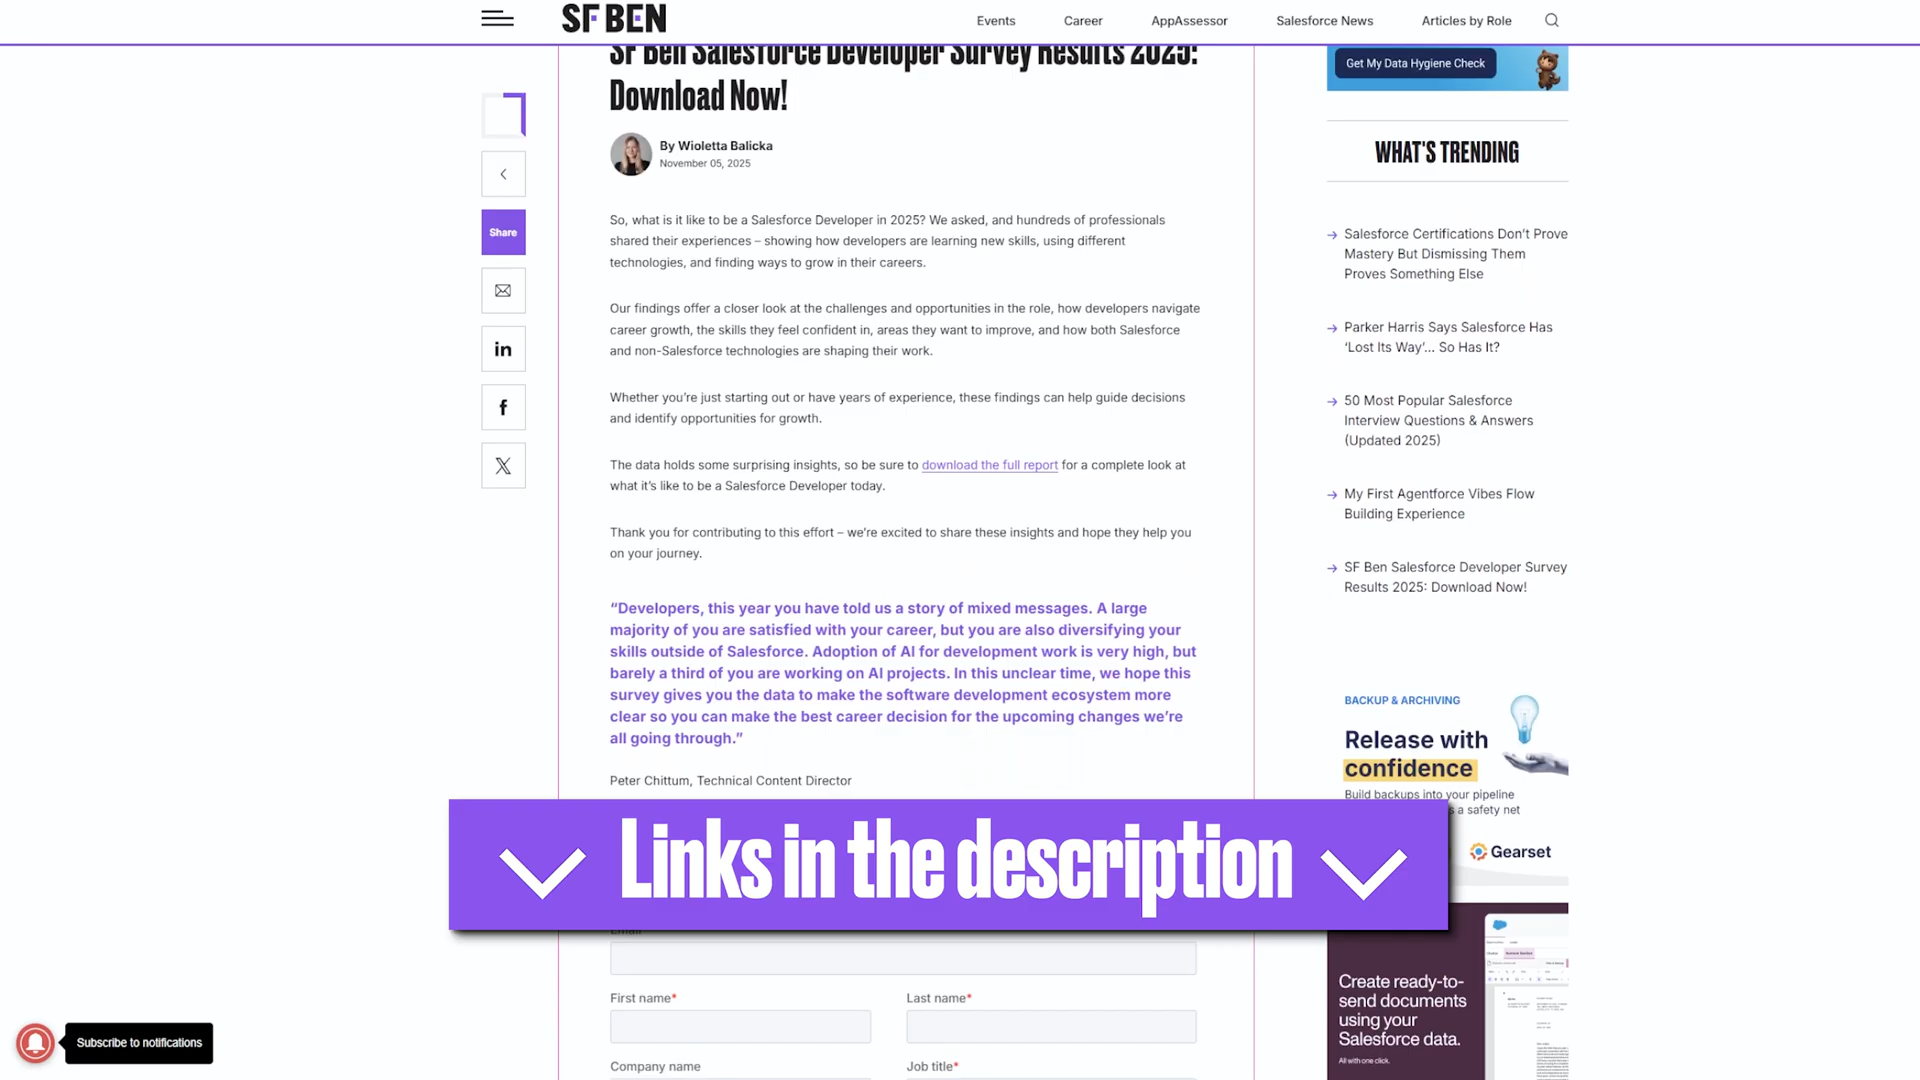 SF BEN
Events
Career
AppAssessor
Salesforce News
Articles by Role
SF Ben Salesforce Developer Survey Results 2025:
Download Now!
By Wioletta Balicka
November 05, 2025
Share
in
f
X
So, what is it like to be a Salesforce Developer in 2025? We asked, and hundreds of professionals
shared their experiences – showing how developers are learning new skills, using different
technologies, and finding ways to grow in their careers.
Our findings offer a closer look at the challenges and opportunities in the role, how developers navigate
career growth, the skills they feel confident in, areas they want to improve, and how both Salesforce
and non-Salesforce technologies are shaping their work.
Whether you're just starting out or have years of experience, these findings can help guide decisions
and identify opportunities for growth.
The data holds some surprising insights, so be sure to download the full report for a complete look at
what it's like to be a Salesforce Developer today.
Thank you for contributing to this effort – we're excited to share these insights and hope they help you
on your journey.
“Developers, this year you have told us a story of mixed messages. A large
majority of you are satisfied with your career, but you are also diversifying your
skills outside of Salesforce. Adoption of AI for development work is very high, but
barely a third of you are working on AI projects. In this unclear time, we hope this
survey gives you the data to make the software development ecosystem more
clear so you can make the best career decision for the upcoming changes we're
all going through.”
Peter Chittum, Technical Content Director
Links in the description
Email
First name*
Last name*
Company name
Job title*
Subscribe to notifications
Get My Data Hygiene Check
WHAT'S TRENDING
Salesforce Certifications Don't Prove
Mastery But Dismissing Them
Proves Something Else
Parker Harris Says Salesforce Has
‘Lost Its Way’... So Has It?
50 Most Popular Salesforce
Interview Questions & Answers
(Updated 2025)
My First Agentforce Vibes Flow
Building Experience
SF Ben Salesforce Developer Survey
Results 2025: Download Now!
BACKUP & ARCHIVING
Release with
confidence
Build backups into your pipeline
s a safety net
Gearset
Create ready-to-
send documents
using your
Salesforce data.
All with one click.